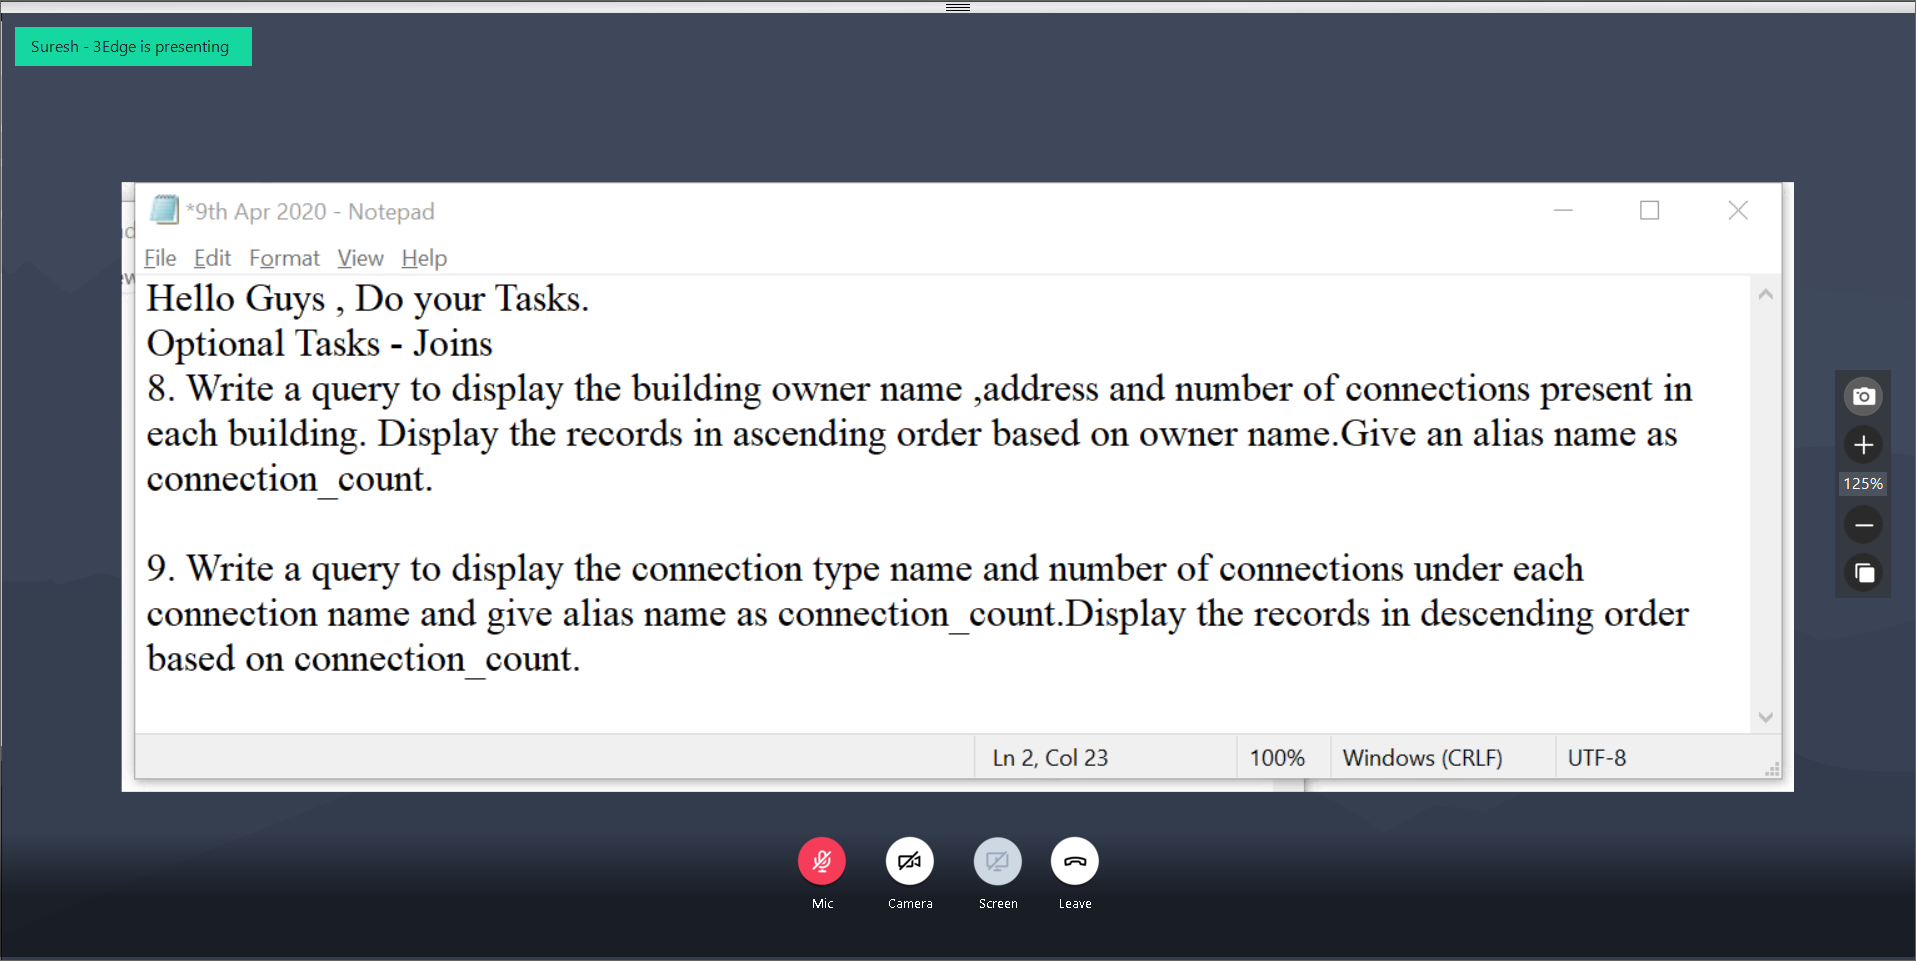 Suresh - 3Edge is presenting
*9th Apr 2020 - Notepad
File Edit Format View Help
Hello Guys , Do your Tasks.
Optional Tasks - Joins
8. Write a query to display the building owner name ,address and number of connections present in
each building. Display the records in ascending order based on owner name.Give an alias name as
connection_count.
9. Write a query to display the connection type name and number of connections under each
connection name and give alias name as connection_count.Display the records in descending order
based on connection_count.
Ln 2, Col 23 100% Windows (CRLF) UTF-8
125%
Mic Camera Screen Leave